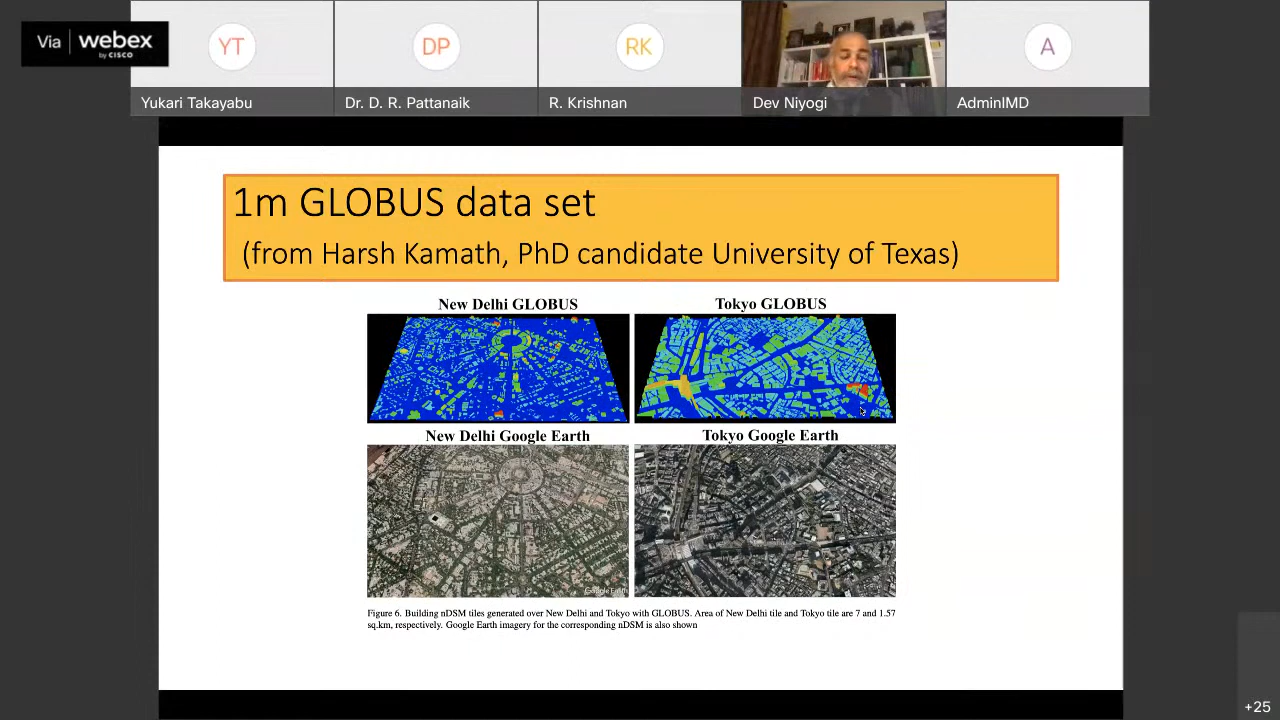 Via webex
by CISCO
YT
DP
RK
A
Yukari Takayabu
Dr. D. R. Pattanaik
R. Krishnan
Dev Niyogi
AdminIMD
1m GLOBUS data set
(from Harsh Kamath, PhD candidate University of Texas)
New Delhi GLOBUS
Tokyo GLOBUS
New Delhi Google Earth
Tokyo Google Earth
Google Earth
Figure 6. Building nDSM tiles generated over New Delhi and Tokyo with GLOBUS. Area of New Delhi tile and Tokyo tile are 7 and 1.57
sq.km, respectively. Google Earth imagery for the corresponding nDSM is also shown
+25